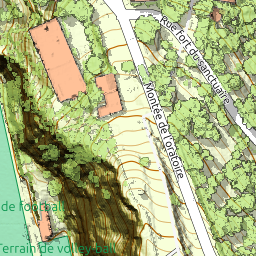 Rue Fort du Sanctuaire
Montée de l'oratoire
de football
Terrain de volley-ball